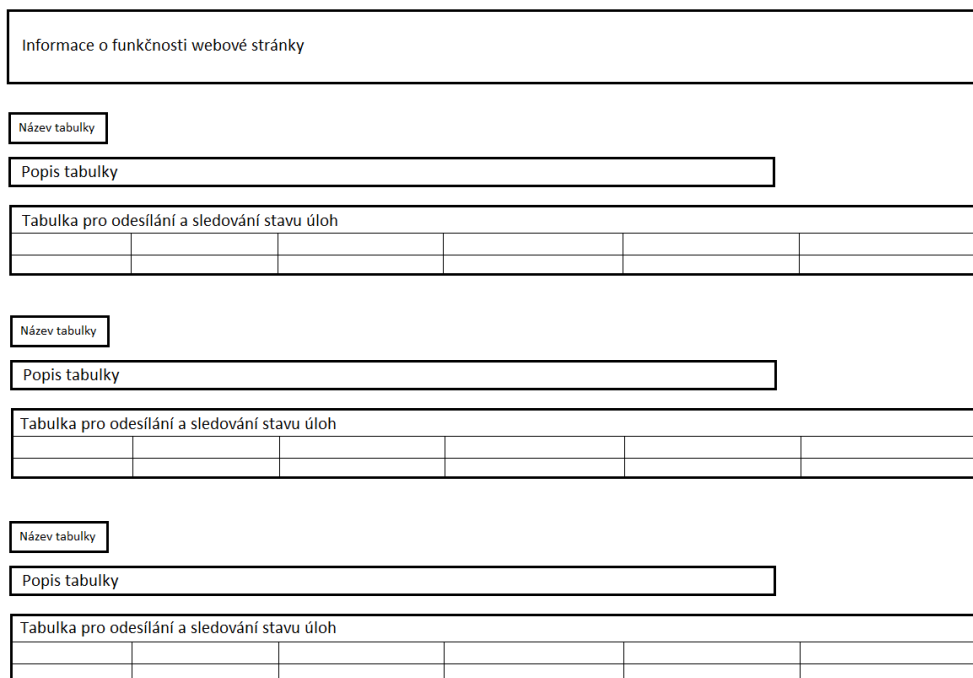 Informace o funkčnosti webové stránky
Název tabulky
Popis tabulky
Tabulka pro odesílání a sledování stavu úloh
Název tabulky
Popis tabulky
Tabulka pro odesílání a sledování stavu úloh
Název tabulky
Popis tabulky
Tabulka pro odesílání a sledování stavu úloh